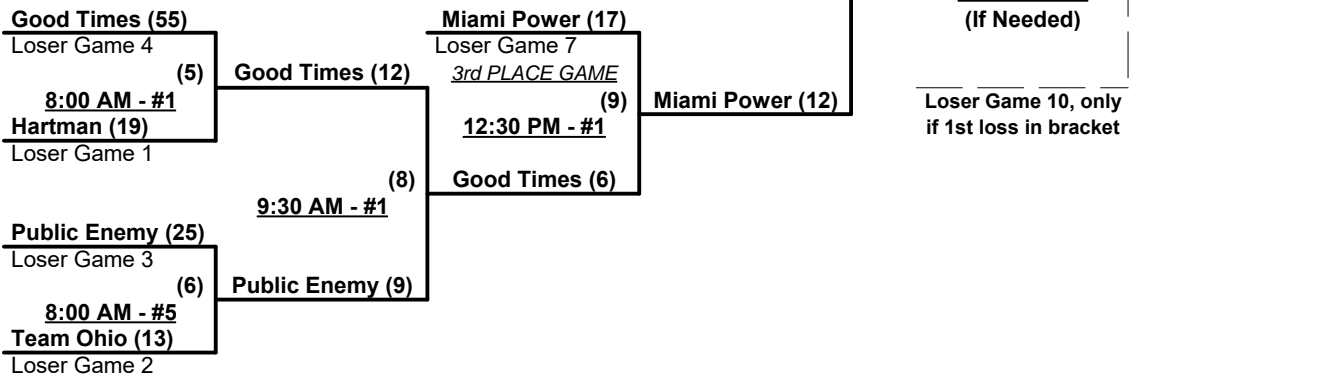 Good Times (55)
Loser Game 4
(5)
8:00 AM - #1
Hartman (19)
Loser Game 1
Good Times (12)
Public Enemy (25)
Loser Game 3
(6)
8:00 AM - #5
Team Ohio (13)
Loser Game 2
(8)
9:30 AM - #1
Public Enemy (9)
Miami Power (17)
Loser Game 7
3rd PLACE GAME
(9)
12:30 PM - #1
Good Times (6)
Miami Power (12)
(If Needed)
Loser Game 10, only
if 1st loss in bracket